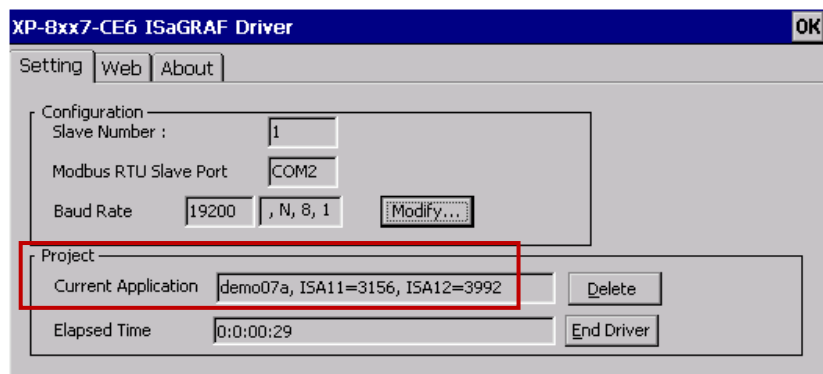 XP-8xx7-CE6 ISaGRAF Driver OK
Setting Web About
Configuration
Slave Number : 1
Modbus RTU Slave Port COM2
Baud Rate 19200 , N, 8, 1 Modify...
Project
Current Application demo07a, ISA11=3156, ISA12=3992 Delete
Elapsed Time 0:0:00:29 End Driver